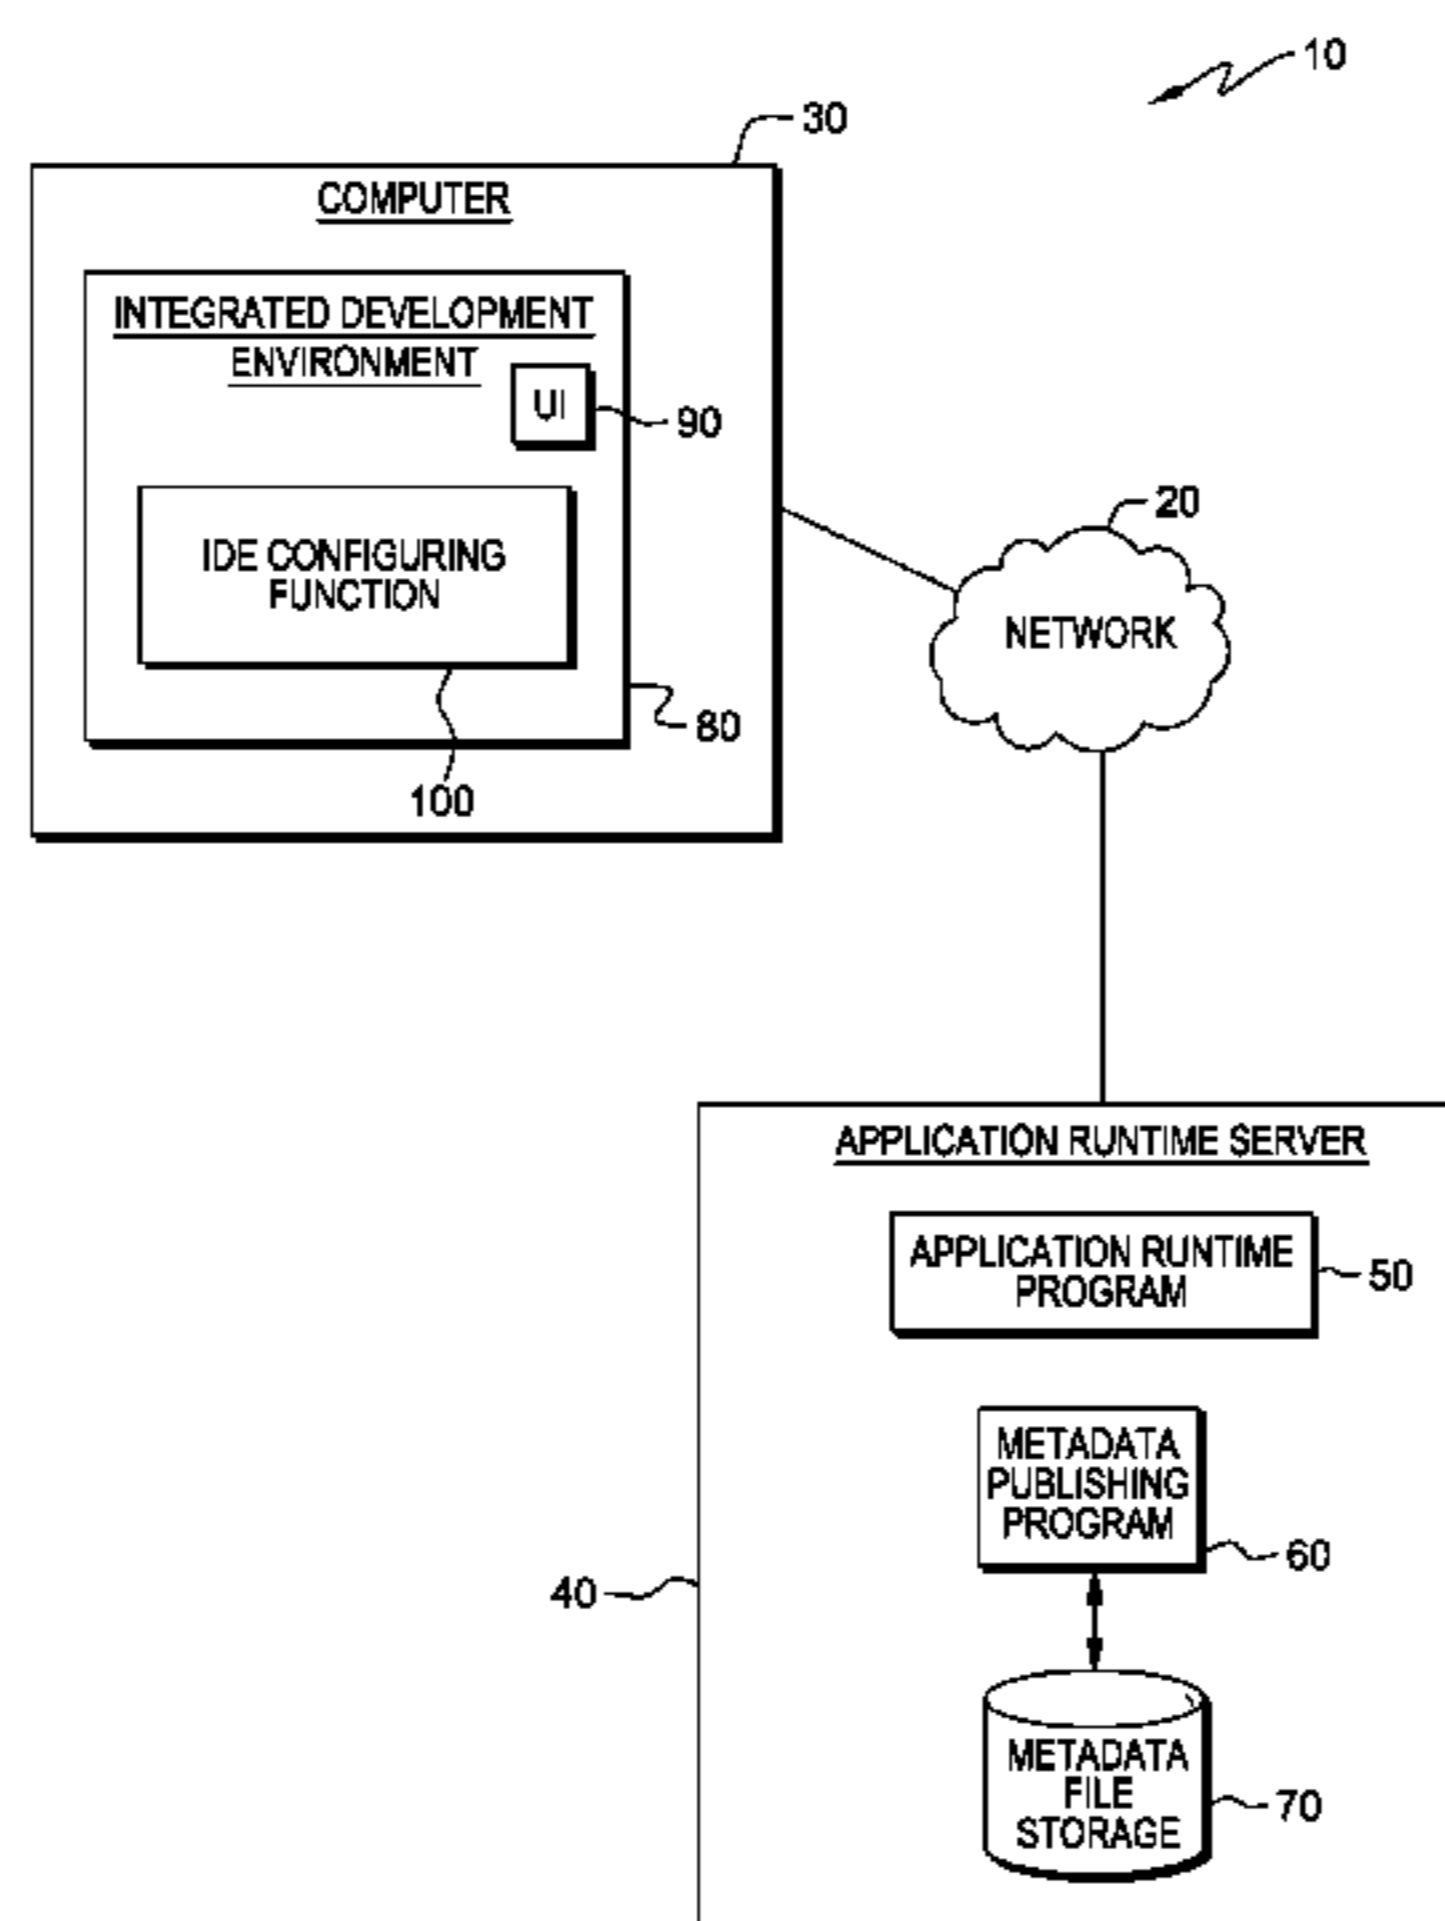 10
30
COMPUTER
INTEGRATED DEVELOPMENT
ENVIRONMENT
UI
90
IDE CONFIGURING
FUNCTION
80
100
20
NETWORK
APPLICATION RUNTIME SERVER
APPLICATION RUNTIME
PROGRAM
50
METADATA
PUBLISHING
PROGRAM
60
40
METADATA
FILE
STORAGE
70